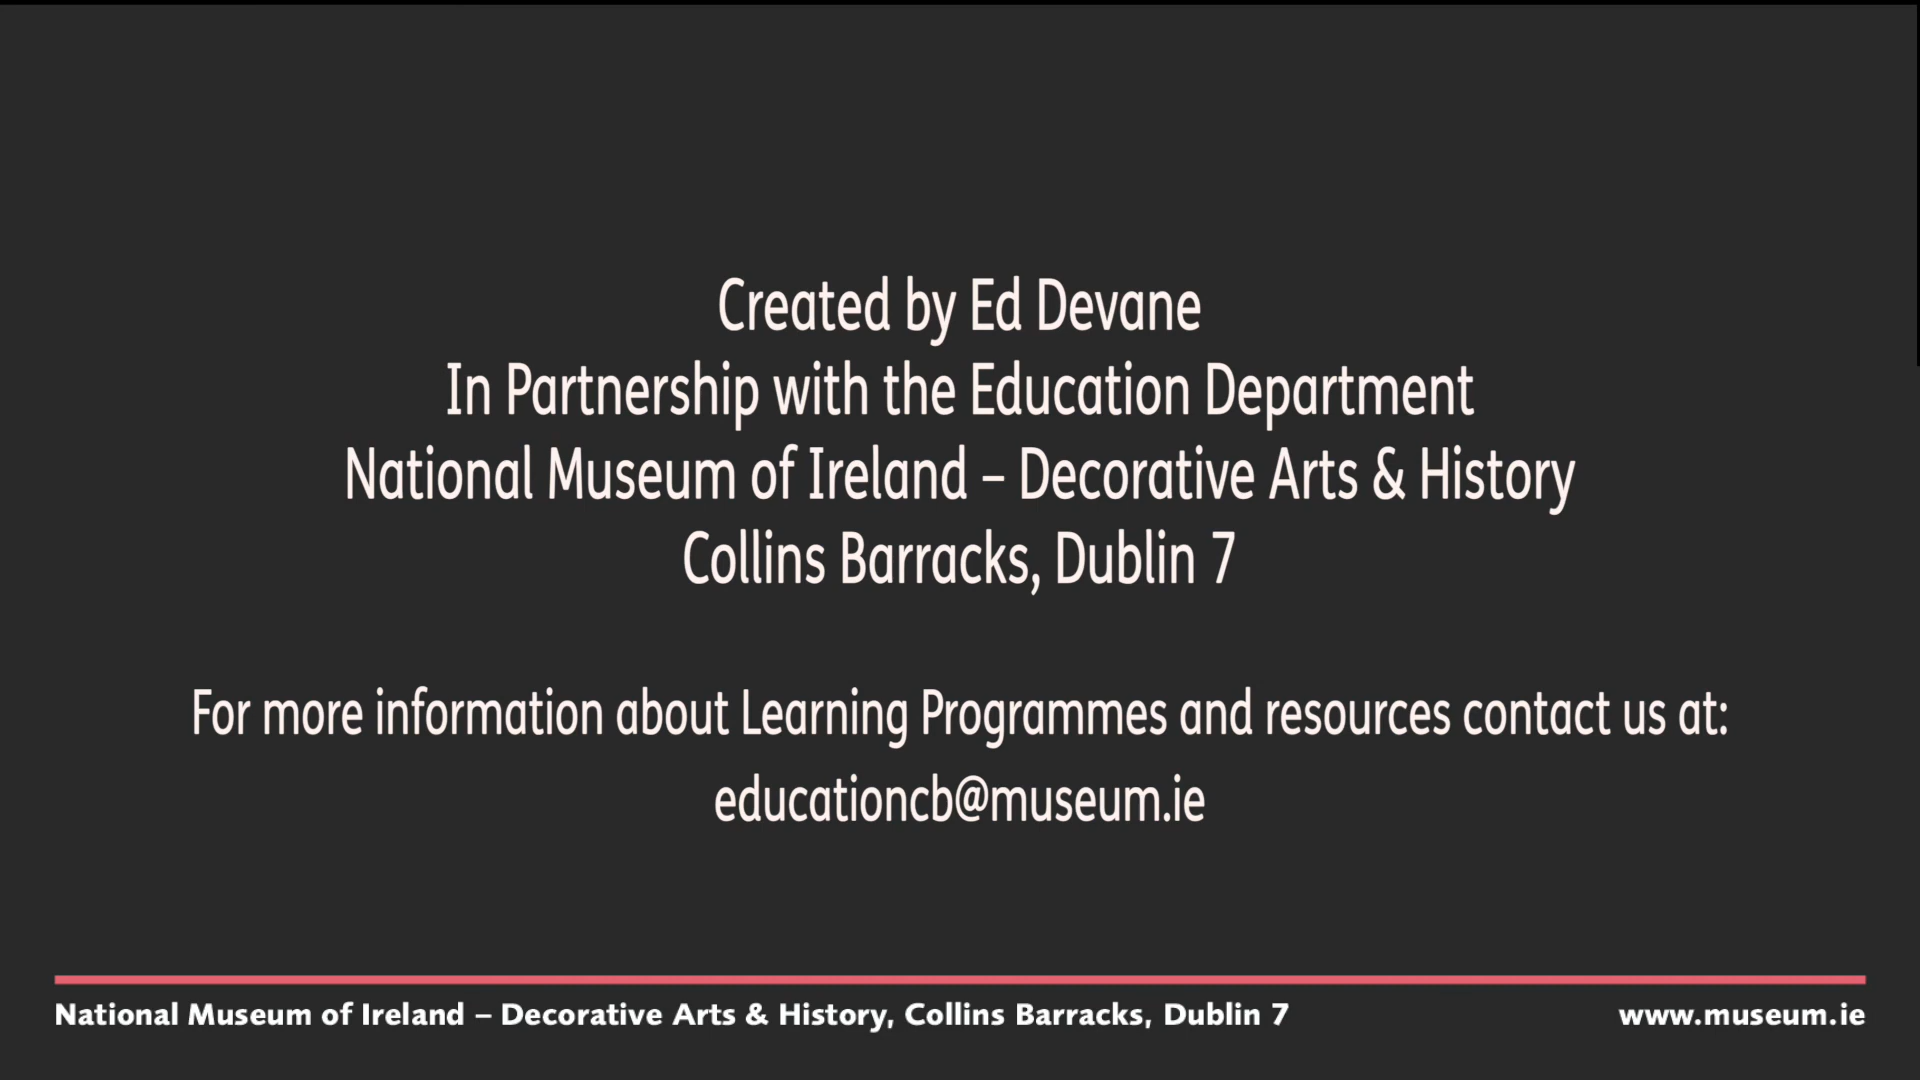 Created by Ed Devane
In Partnership with the Education Department
National Museum of Ireland – Decorative Arts & History
Collins Barracks, Dublin 7
For more information about Learning Programmes and resources contact us at:
educationcb@museum.ie
National Museum of Ireland – Decorative Arts & History, Collins Barracks, Dublin 7
www.museum.ie